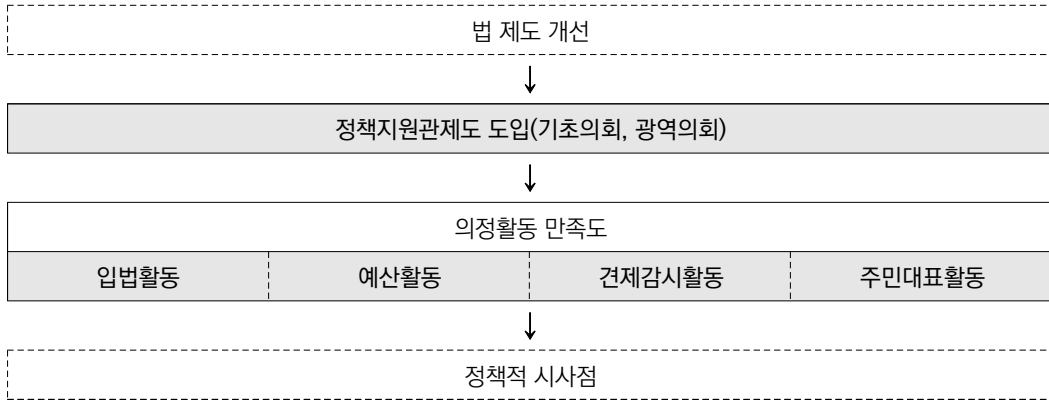 법 제도 개선
정책지원관제도 도입(기초의회, 광역의회)
의정활동 만족도
입법활동 예산활동 견제감시활동 주민대표활동
정책적 시사점